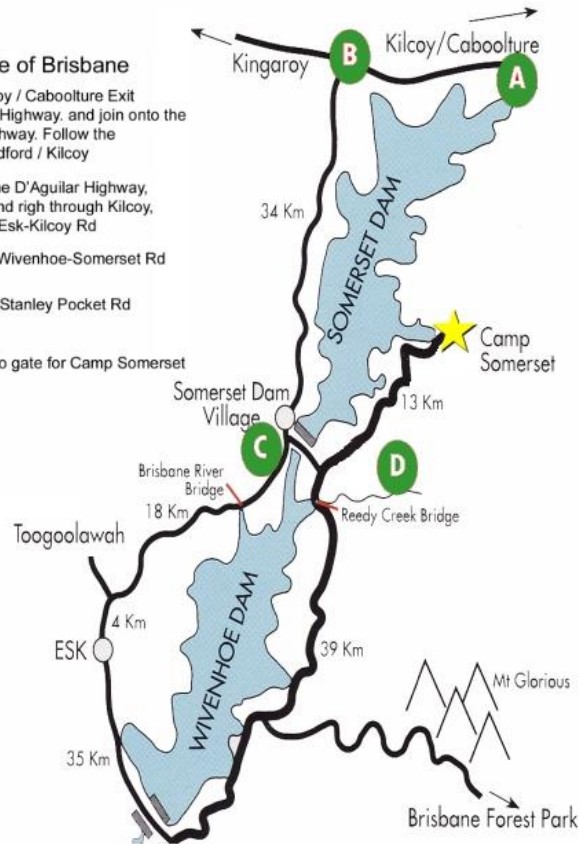 e of Brisbane
oy / Caboolture Exit
Highway. and join onto the
hway. Follow the
dford / Kilcoy
ne D'Aguilar Highway,
nd righ through Kilcoy,
Esk-Kilcoy Rd
Wivenhoe-Somerset Rd
Stanley Pocket Rd
o gate for Camp Somerset
Kingaroy
B
Kilcoy/Caboolture
A
34 Km
SOMERSET DAM
Camp
Somerset
13 Km
Somerset Dam
Village
C
D
Brisbane River
Bridge
18 Km
Reedy Creek Bridge
Toogoolawah
4 Km
ESK
WIVENHOE DAM
39 Km
Mt Glorious
35 Km
Brisbane Forest Park